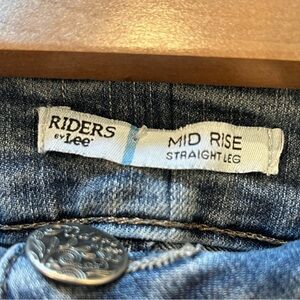 RIDERS
BY Lee
MID RISE
STRAIGHT LEG